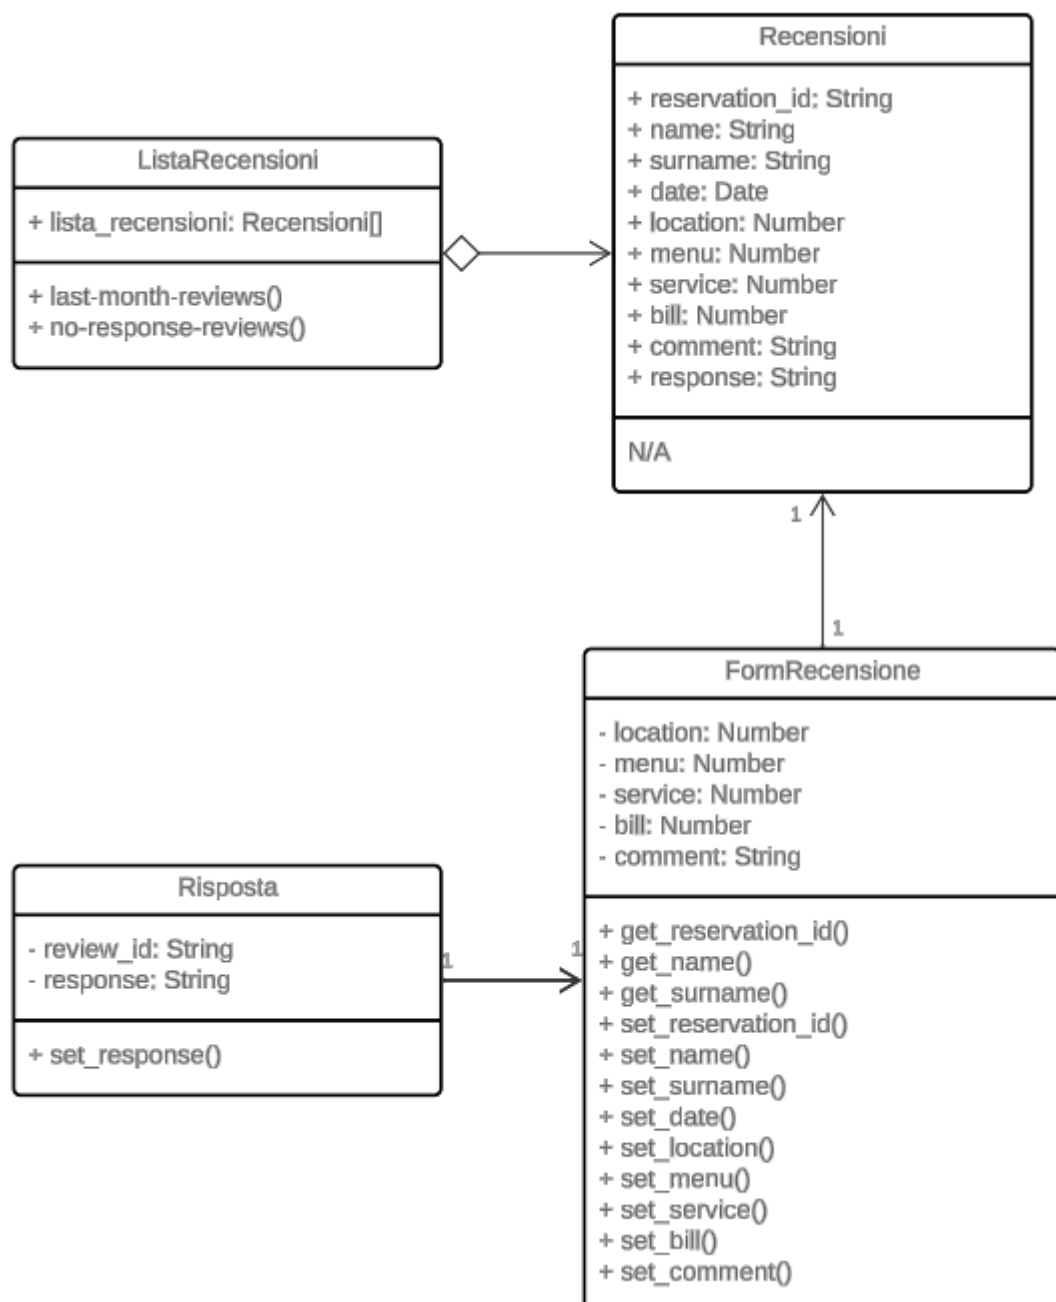 Recensioni
+ reservation_id: String
+ name: String
+ surname: String
+ date: Date
+ location: Number
+ menu: Number
+ service: Number
+ bill: Number
+ comment: String
+ response: String
N/A
ListaRecensioni
+ lista_recensioni: Recensioni[]
+ last-month-reviews()
+ no-response-reviews()
1
1
FormRecensione
- location: Number
- menu: Number
- service: Number
- bill: Number
- comment: String
+ get_reservation_id()
+ get_name()
+ get_surname()
+ set_reservation_id()
+ set_name()
+ set_surname()
+ set_date()
+ set_location()
+ set_menu()
+ set_service()
+ set_bill()
+ set_comment()
Risposta
- review_id: String
- response: String
+ set_response()
1
1